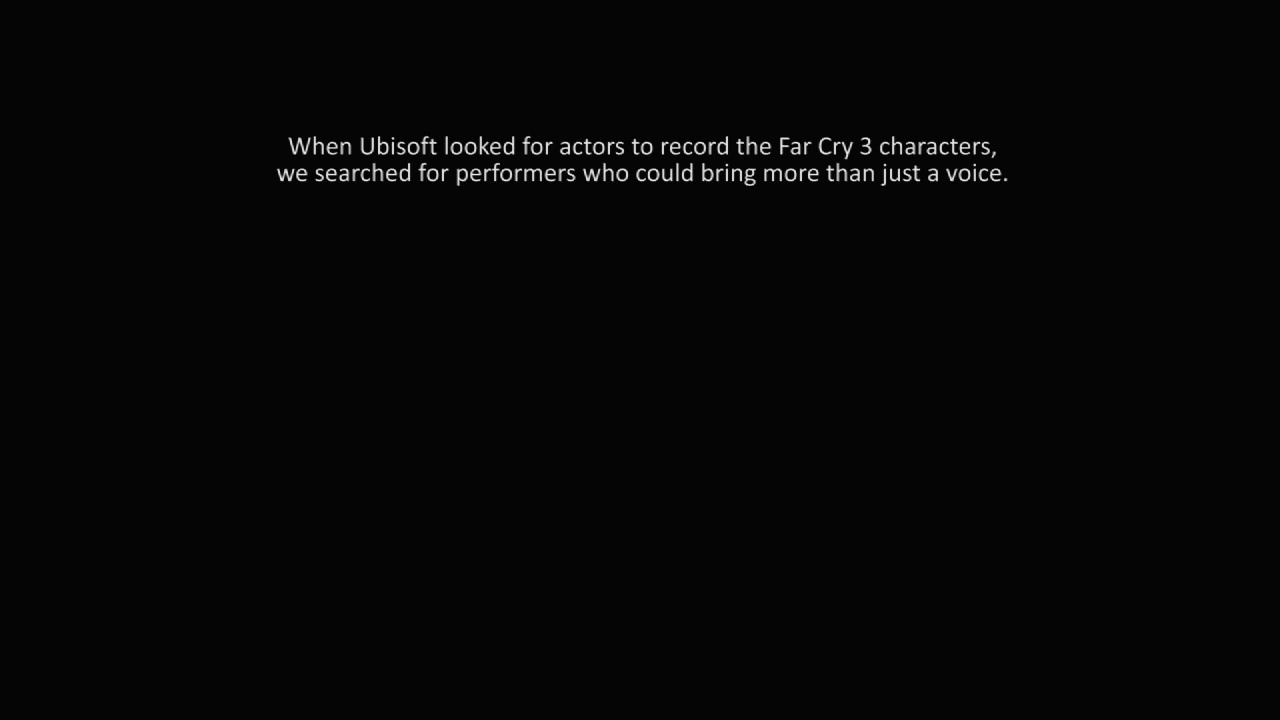 When Ubisoft looked for actors to record the Far Cry 3 characters,
we searched for performers who could bring more than just a voice.